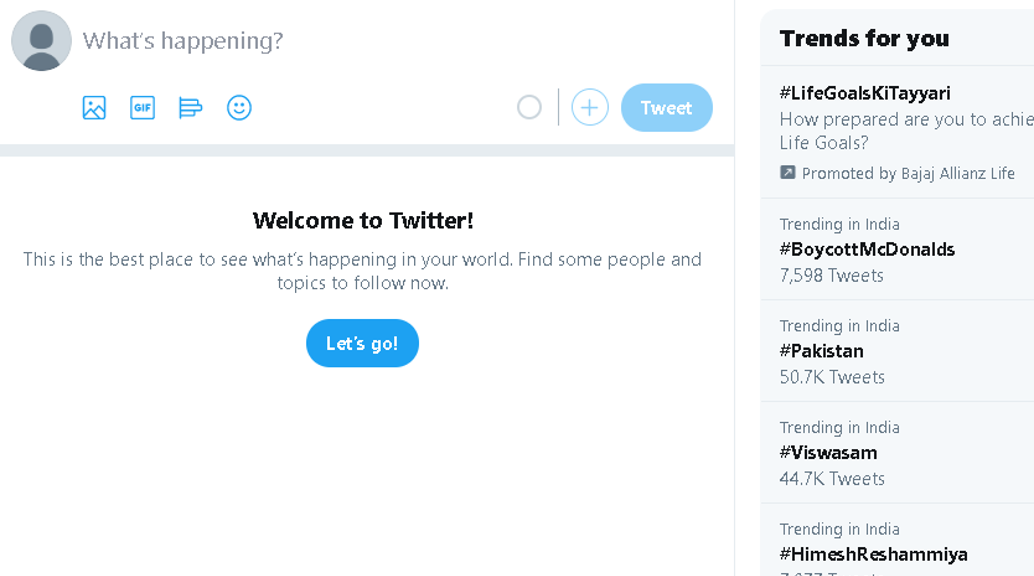 What's happening?
GIF
Tweet
Welcome to Twitter!
This is the best place to see what's happening in your world. Find some people and
topics to follow now.
Let's go!
Trends for you
#LifeGoalsKiTayyari
How prepared are you to achie
Life Goals?
Promoted by Bajaj Allianz Life
Trending in India
#BoycottMcDonalds
7,598 Tweets
Trending in India
#Pakistan
50.7K Tweets
Trending in India
#Viswasam
44.7K Tweets
Trending in India
#HimeshReshammiya